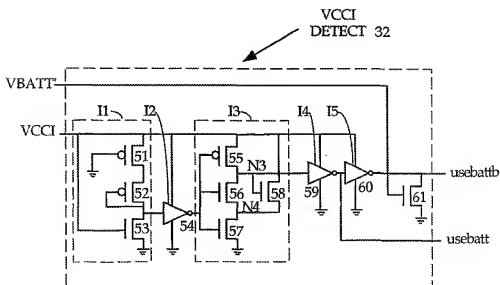 VCCI
DETECT 32
VBATT
I1
I2
I3
I4
I5
VCCI
51
52
53
54
55
56
57
N3
N4
58
59
60
61
usebattb
usebatt